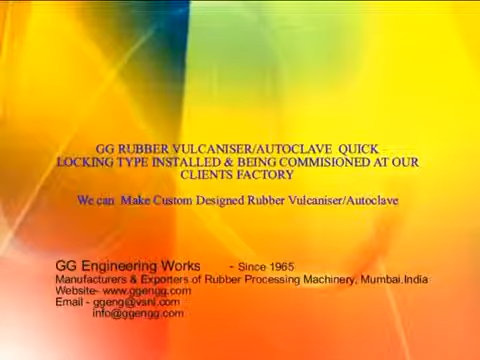 GG RUBBER VULCANISER/AUTOCLAVE QUICK
LOCKING TYPE INSTALLED & BEING COMMISIONED AT OUR
CLIENTS FACTORY
We can Make Custom Designed Rubber Vulcaniser/Autoclave
GG Engineering Works - Since 1965
Manufacturers & Exporters of Rubber Processing Machinery, Mumbai,India
Website- www.ggengg.com
Email - ggeng@vsnl.com
info@ggengg.com